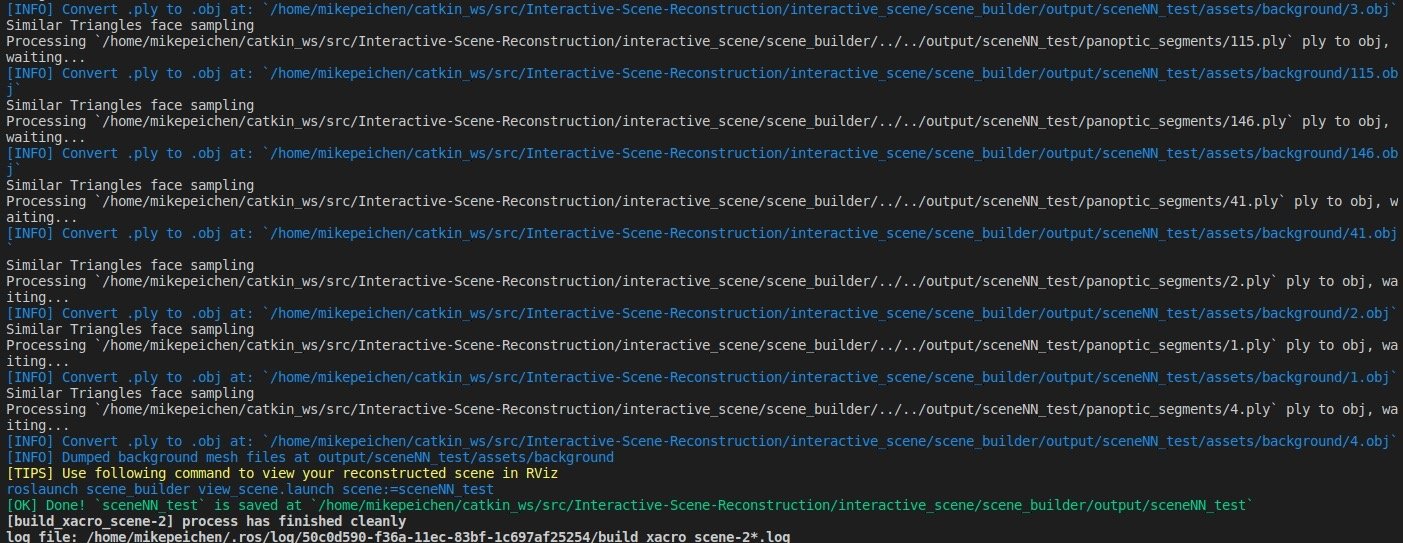 [INFO] Convert .ply to .obj at: `/home/mikepeichen/catkin_ws/src/Interactive-Scene-Reconstruction/interactive_scene/scene_builder/output/sceneNN_test/assets/background/3.obj`
Similar Triangles face sampling
Processing `/home/mikepeichen/catkin_ws/src/Interactive-Scene-Reconstruction/interactive_scene/scene_builder/../../output/sceneNN_test/panoptic_segments/115.ply` ply to obj,
waiting...
[INFO] Convert .ply to .obj at: `/home/mikepeichen/catkin_ws/src/Interactive-Scene-Reconstruction/interactive_scene/scene_builder/output/sceneNN_test/assets/background/115.ob
j`
Similar Triangles face sampling
Processing `/home/mikepeichen/catkin_ws/src/Interactive-Scene-Reconstruction/interactive_scene/scene_builder/../../output/sceneNN_test/panoptic_segments/146.ply` ply to obj,
waiting...
[INFO] Convert .ply to .obj at: `/home/mikepeichen/catkin_ws/src/Interactive-Scene-Reconstruction/interactive_scene/scene_builder/output/sceneNN_test/assets/background/146.ob
j`
Similar Triangles face sampling
Processing `/home/mikepeichen/catkin_ws/src/Interactive-Scene-Reconstruction/interactive_scene/scene_builder/../../output/sceneNN_test/panoptic_segments/41.ply` ply to obj, w
aiting...
[INFO] Convert .ply to .obj at: `/home/mikepeichen/catkin_ws/src/Interactive-Scene-Reconstruction/interactive_scene/scene_builder/output/sceneNN_test/assets/background/41.obj
`
Similar Triangles face sampling
Processing `/home/mikepeichen/catkin_ws/src/Interactive-Scene-Reconstruction/interactive_scene/scene_builder/../../output/sceneNN_test/panoptic_segments/2.ply` ply to obj, wa
iting...
[INFO] Convert .ply to .obj at: `/home/mikepeichen/catkin_ws/src/Interactive-Scene-Reconstruction/interactive_scene/scene_builder/output/sceneNN_test/assets/background/2.obj`
Similar Triangles face sampling
Processing `/home/mikepeichen/catkin_ws/src/Interactive-Scene-Reconstruction/interactive_scene/scene_builder/../../output/sceneNN_test/panoptic_segments/1.ply` ply to obj, wa
iting...
[INFO] Convert .ply to .obj at: `/home/mikepeichen/catkin_ws/src/Interactive-Scene-Reconstruction/interactive_scene/scene_builder/output/sceneNN_test/assets/background/1.obj`
Similar Triangles face sampling
Processing `/home/mikepeichen/catkin_ws/src/Interactive-Scene-Reconstruction/interactive_scene/scene_builder/../../output/sceneNN_test/panoptic_segments/4.ply` ply to obj, wa
iting...
[INFO] Convert .ply to .obj at: `/home/mikepeichen/catkin_ws/src/Interactive-Scene-Reconstruction/interactive_scene/scene_builder/output/sceneNN_test/assets/background/4.obj`
[INFO] Dumped background mesh files at output/sceneNN_test/assets/background
[TIPS] Use following command to view your reconstructed scene in RViz
roslaunch scene_builder view_scene.launch scene:=sceneNN_test
[OK] Done! `sceneNN_test` is saved at `/home/mikepeichen/catkin_ws/src/Interactive-Scene-Reconstruction/interactive_scene/scene_builder/output/sceneNN_test`
[build_xacro_scene-2] process has finished cleanly
log file: /home/mikepeichen/.ros/log/50c0d590-f36a-11ec-83bf-1c697af25254/build_xacro_scene-2*.log